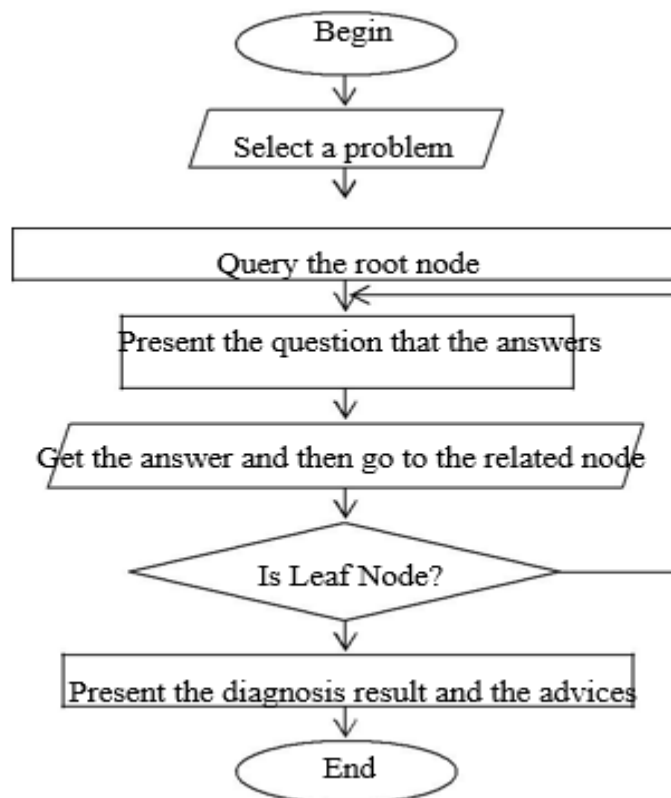 Begin
Select a problem
Query the root node
Present the question that the answers
Get the answer and then go to the related node
Is Leaf Node?
Present the diagnosis result and the advices
End